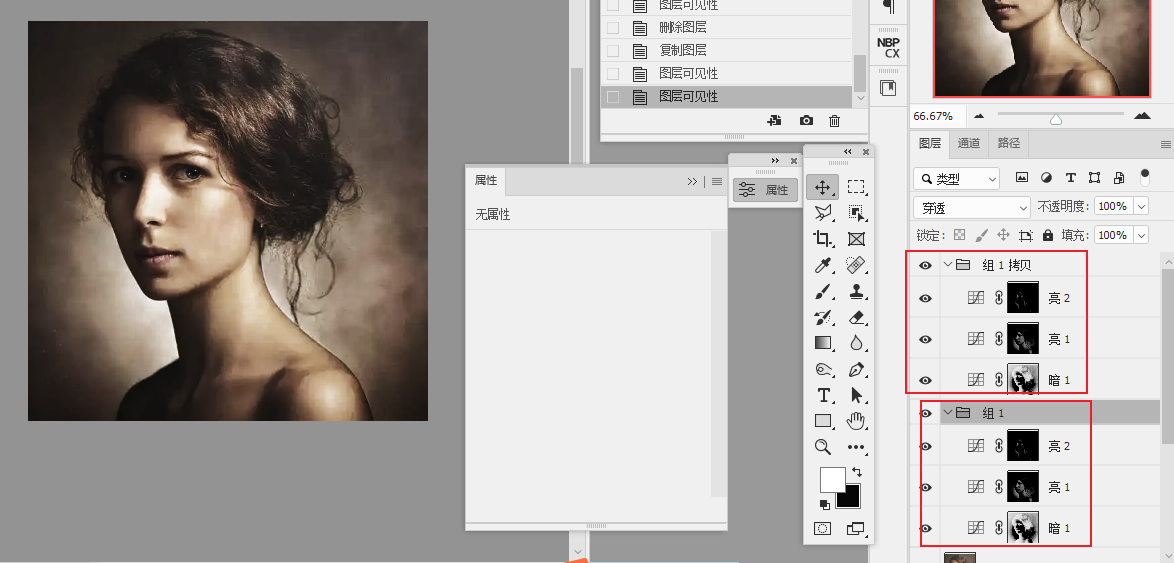 图层可见性
删除图层
复制图层
图层可见性
图层可见性
NBP
CX
66.67%
图层
通道
路径
类型
穿透
不透明度:
100%
锁定:
填充:
100%
属性
属性
无属性
组 1 拷贝
亮 2
亮 1
暗 1
组 1
亮 2
亮 1
暗 1